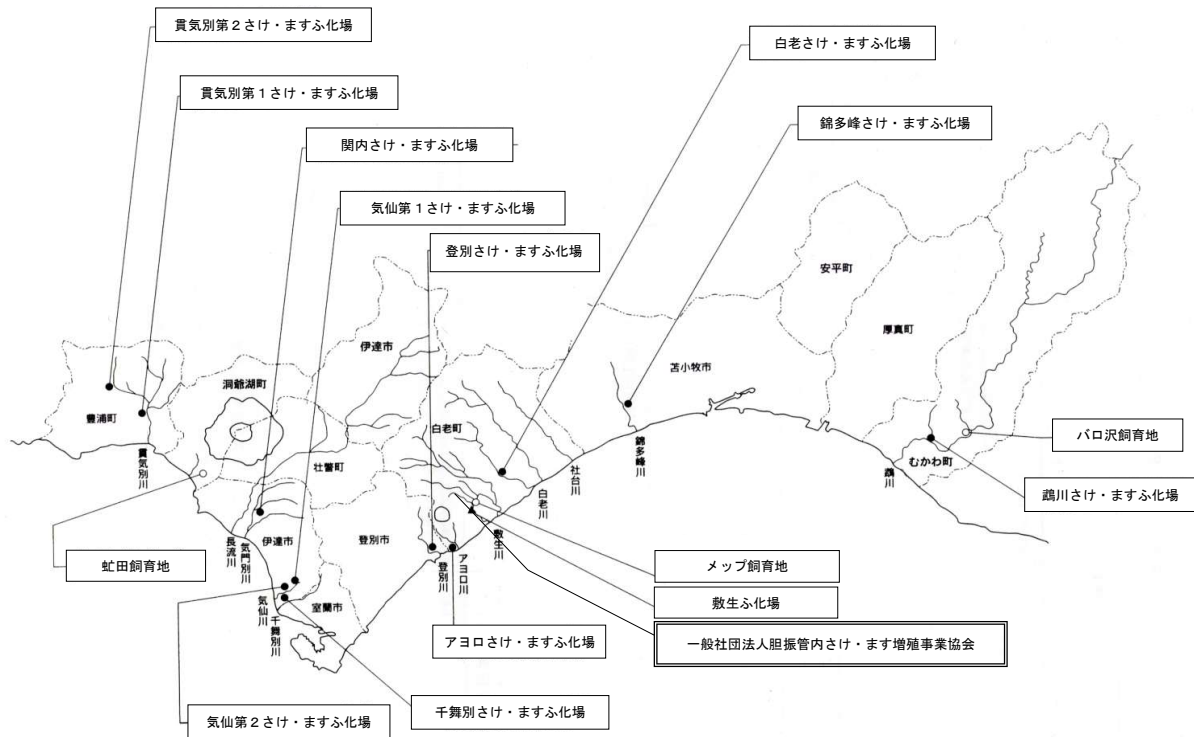 貫気別第２さけ・ますふ化場
白老さけ・ますふ化場
貫気別第１さけ・ますふ化場
錦多峰さけ・ますふ化場
関内さけ・ますふ化場
気仙第１さけ・ますふ化場
登別さけ・ますふ化場
安平町
厚真町
伊達市
苫小牧市
洞爺湖町
豊浦町
白老町
バロ沢飼育地
むかわ町
貫気別川
壮瞥町
社台川
錦多峰川
鵡川
鵡川さけ・ますふ化場
白老川
敷生川
登別市
伊達市
長流川
気門別川
虻田飼育地
メップ飼育地
アヨロ川
登別川
敷生ふ化場
室蘭市
気仙川
千舞別川
アヨロさけ・ますふ化場
一般社団法人胆振管内さけ・ます増殖事業協会
気仙第２さけ・ますふ化場
千舞別さけ・ますふ化場